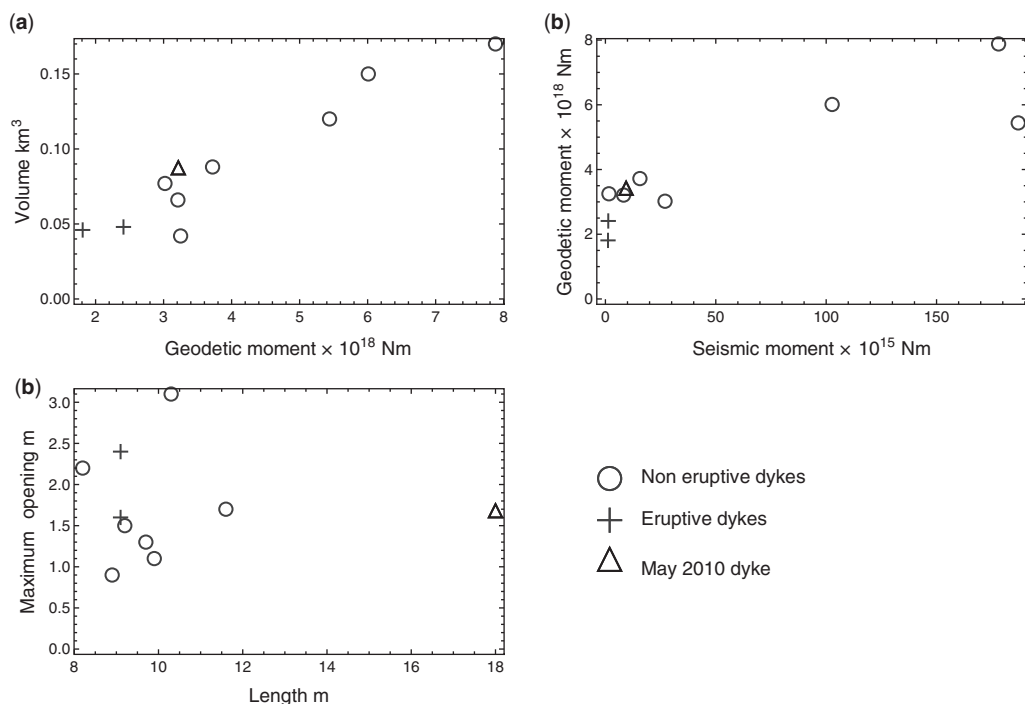 (a)
Volume km³
0.15
0.10
0.05
0.00
2 3 4 5 6 7 8
Geodetic moment × 10¹⁸ Nm
(b)
Geodetic moment × 10¹⁸ Nm
8
6
4
2
0
0 50 100 150
Seismic moment × 10¹⁵ Nm
(b)
Maximum opening m
3.0
2.5
2.0
1.5
1.0
0.5
0.0
8 10 12 14 16 18
Length m
Non eruptive dykes
Eruptive dykes
May 2010 dyke